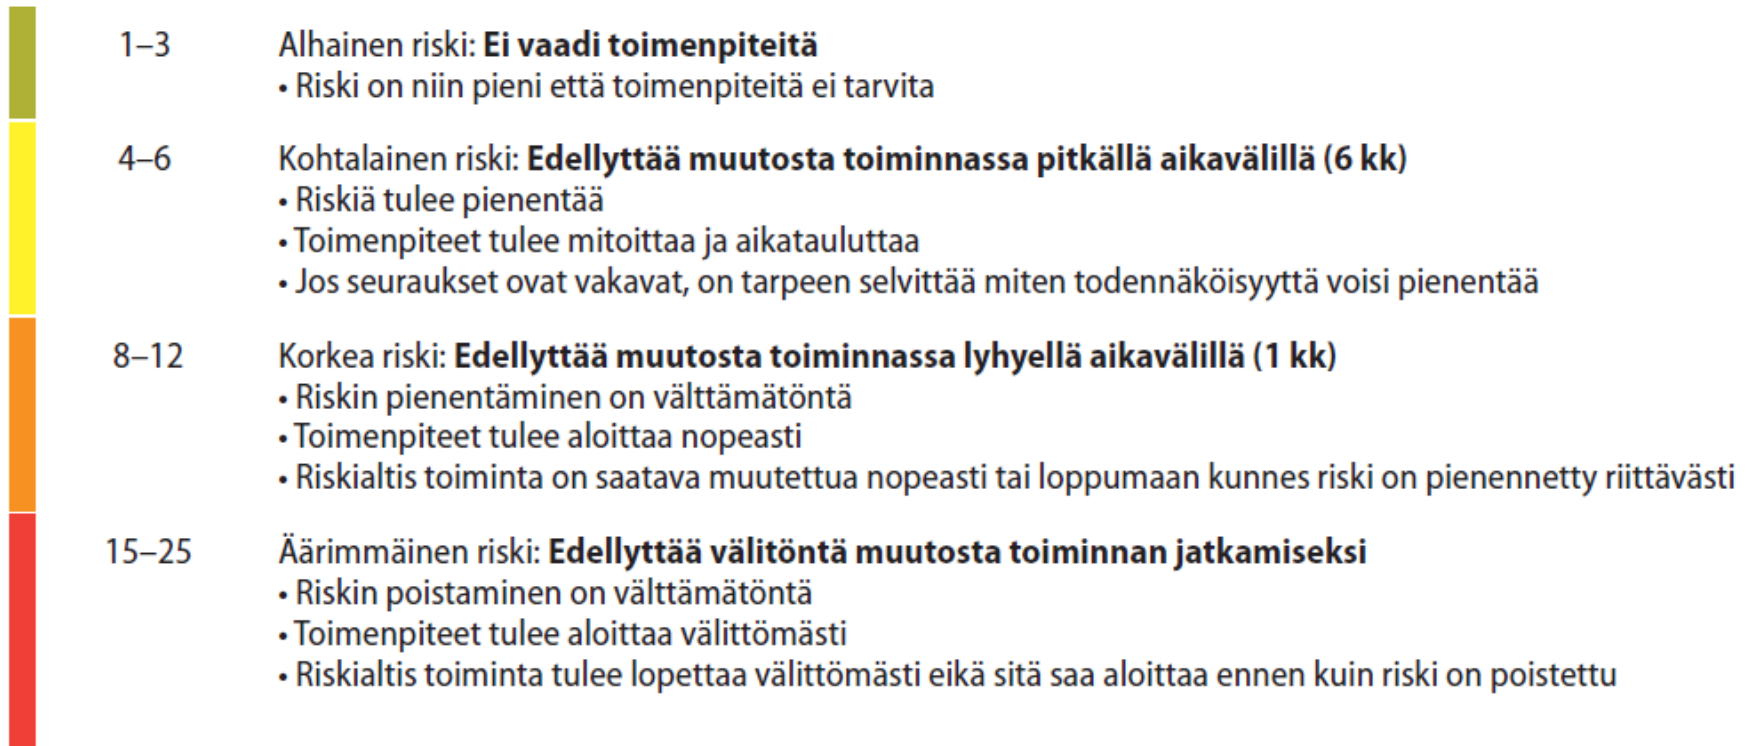 1–3 Alhainen riski: Ei vaadi toimenpiteitä
• Riski on niin pieni että toimenpiteitä ei tarvita
4–6 Kohtalainen riski: Edellyttää muutosta toiminnassa pitkällä aikavälillä (6 kk)
• Riskiä tulee pienentää
• Toimenpiteet tulee mitoittaa ja aikatauluttaa
• Jos seuraukset ovat vakavat, on tarpeen selvittää miten todennäköisyyttä voisi pienentää
8–12 Korkea riski: Edellyttää muutosta toiminnassa lyhyellä aikavälillä (1 kk)
• Riskin pienentäminen on välttämätöntä
• Toimenpiteet tulee aloittaa nopeasti
• Riskialtis toiminta on saatava muutettua nopeasti tai loppumaan kunnes riski on pienennetty riittävästi
15–25 Äärimmäinen riski: Edellyttää välitöntä muutosta toiminnan jatkamiseksi
• Riskin poistaminen on välttämätöntä
• Toimenpiteet tulee aloittaa välittömästi
• Riskialtis toiminta tulee lopettaa välittömästi eikä sitä saa aloittaa ennen kuin riski on poistettu